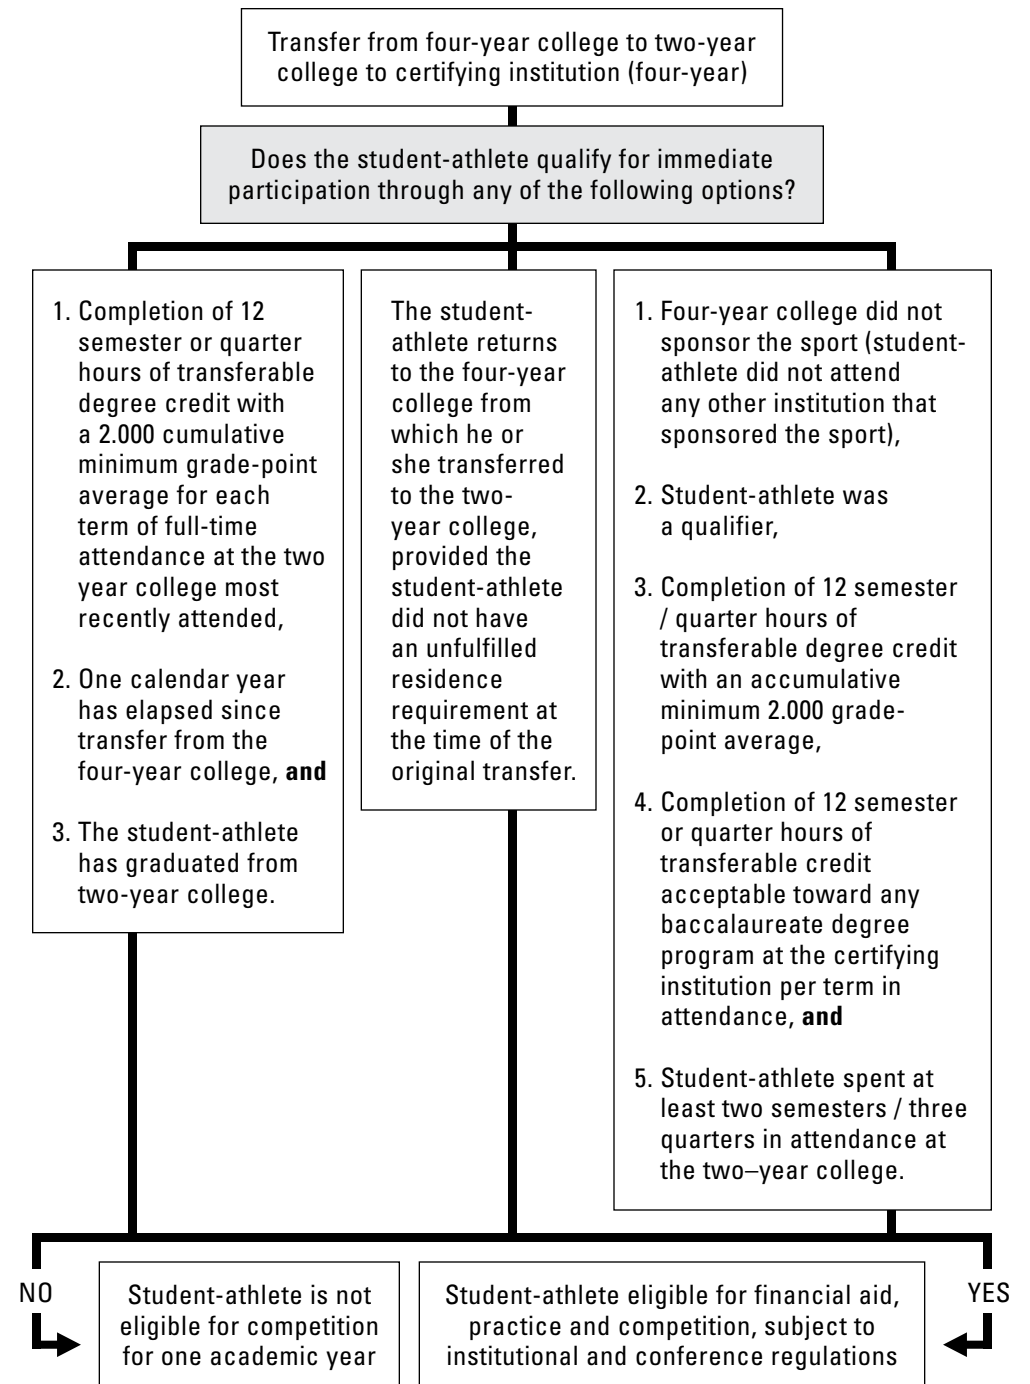 Transfer from four-year college to two-year
college to certifying institution (four-year)
Does the student-athlete qualify for immediate
participation through any of the following options?
1. Completion of 12
semester or quarter
hours of transferable
degree credit with
a 2.000 cumulative
minimum grade-point
average for each
term of full-time
attendance at the two
year college most
recently attended,
2. One calendar year
has elapsed since
transfer from the
four-year college, and
3. The student-athlete
has graduated from
two-year college.
The student-
athlete returns
to the four-year
college from
which he or
she transferred
to the two-
year college,
provided the
student-athlete
did not have
an unfulfilled
residence
requirement at
the time of the
original transfer.
1. Four-year college did not
sponsor the sport (student-
athlete did not attend
any other institution that
sponsored the sport),
2. Student-athlete was
a qualifier,
3. Completion of 12 semester
/ quarter hours of
transferable degree credit
with an accumulative
minimum 2.000 grade-
point average,
4. Completion of 12 semester
or quarter hours of
transferable credit
acceptable toward any
baccalaureate degree
program at the certifying
institution per term in
attendance, and
5. Student-athlete spent at
least two semesters / three
quarters in attendance at
the two–year college.
NO
Student-athlete is not
eligible for competition
for one academic year
Student-athlete eligible for financial aid,
practice and competition, subject to
institutional and conference regulations
YES